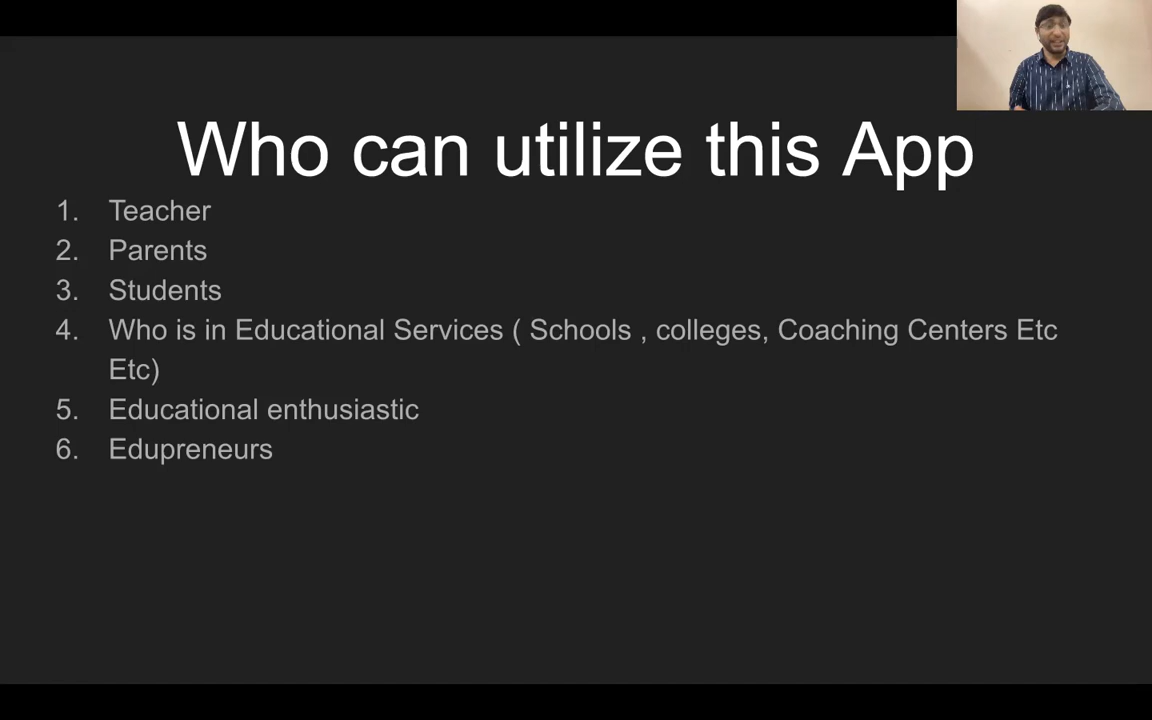 Who can utilize this App
1. Teacher
2. Parents
3. Students
4. Who is in Educational Services ( Schools , colleges, Coaching Centers Etc
Etc)
5. Educational enthusiastic
6. Edupreneurs